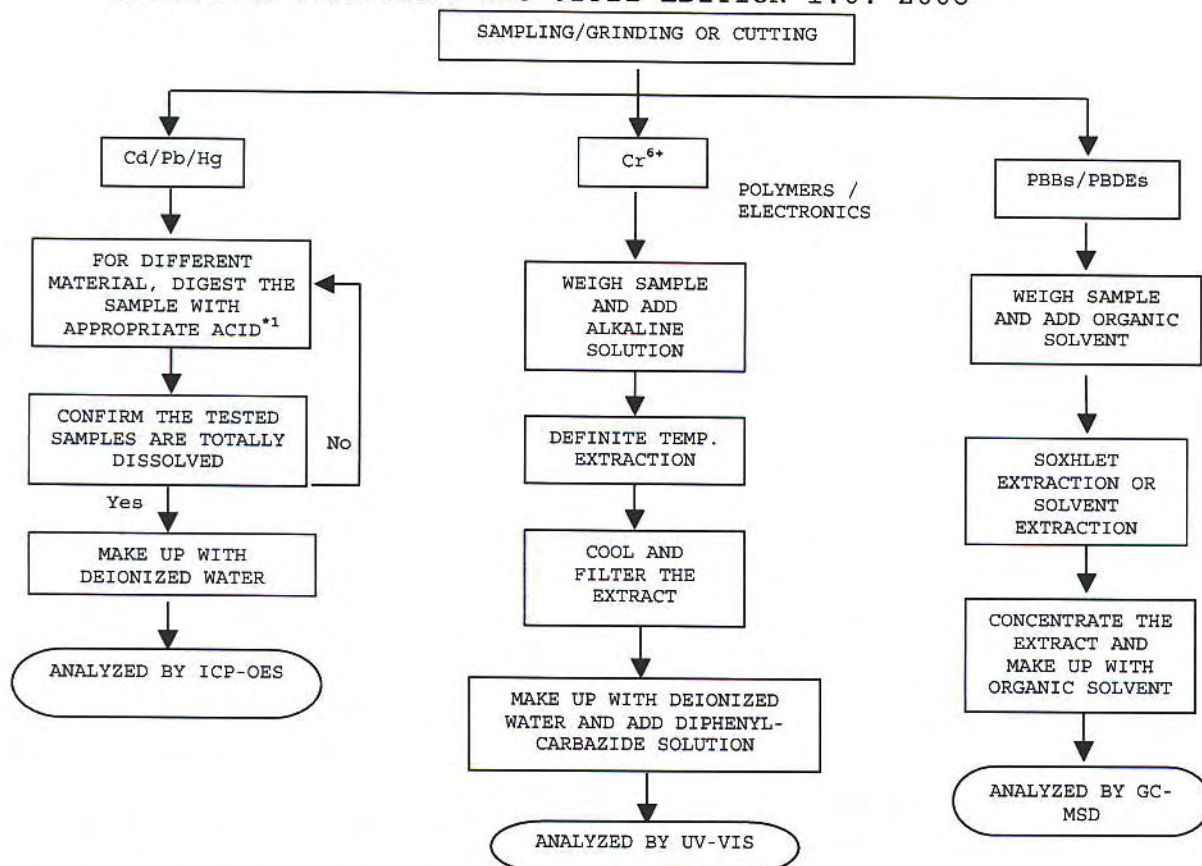 EDITION 1.0: 2008
SAMPLING/GRINDING OR CUTTING
Cd/Pb/Hg
FOR DIFFERENT
MATERIAL, DIGEST THE
SAMPLE WITH
APPROPRIATE ACID*1
CONFIRM THE TESTED
SAMPLES ARE TOTALLY
DISSOLVED
No
Yes
MAKE UP WITH
DEIONIZED WATER
ANALYZED BY ICP-OES
Cr6+
POLYMERS /
ELECTRONICS
WEIGH SAMPLE
AND ADD
ALKALINE
SOLUTION
DEFINITE TEMP.
EXTRACTION
COOL AND
FILTER THE
EXTRACT
MAKE UP WITH DEIONIZED
WATER AND ADD DIPHENYL-
CARBAZIDE SOLUTION
ANALYZED BY UV-VIS
PBBs/PBDEs
WEIGH SAMPLE
AND ADD ORGANIC
SOLVENT
SOXHLET
EXTRACTION OR
SOLVENT
EXTRACTION
CONCENTRATE THE
EXTRACT AND
MAKE UP WITH
ORGANIC SOLVENT
ANALYZED BY GC-
MSD